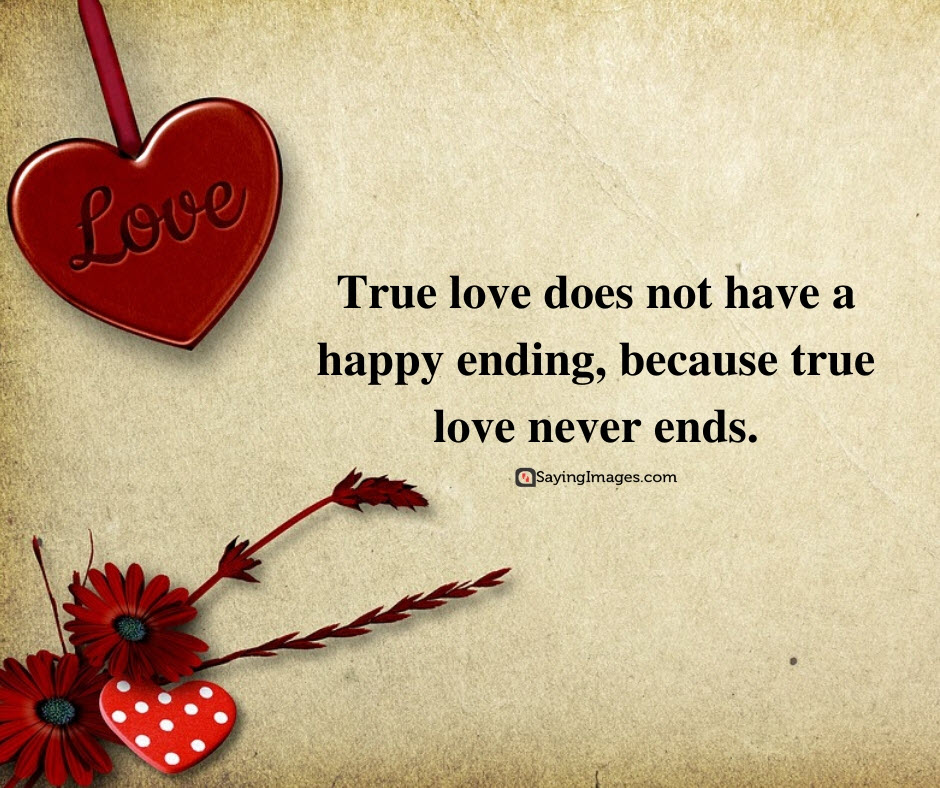 Love
True love does not have a
happy ending, because true
love never ends.
SayingImages.com